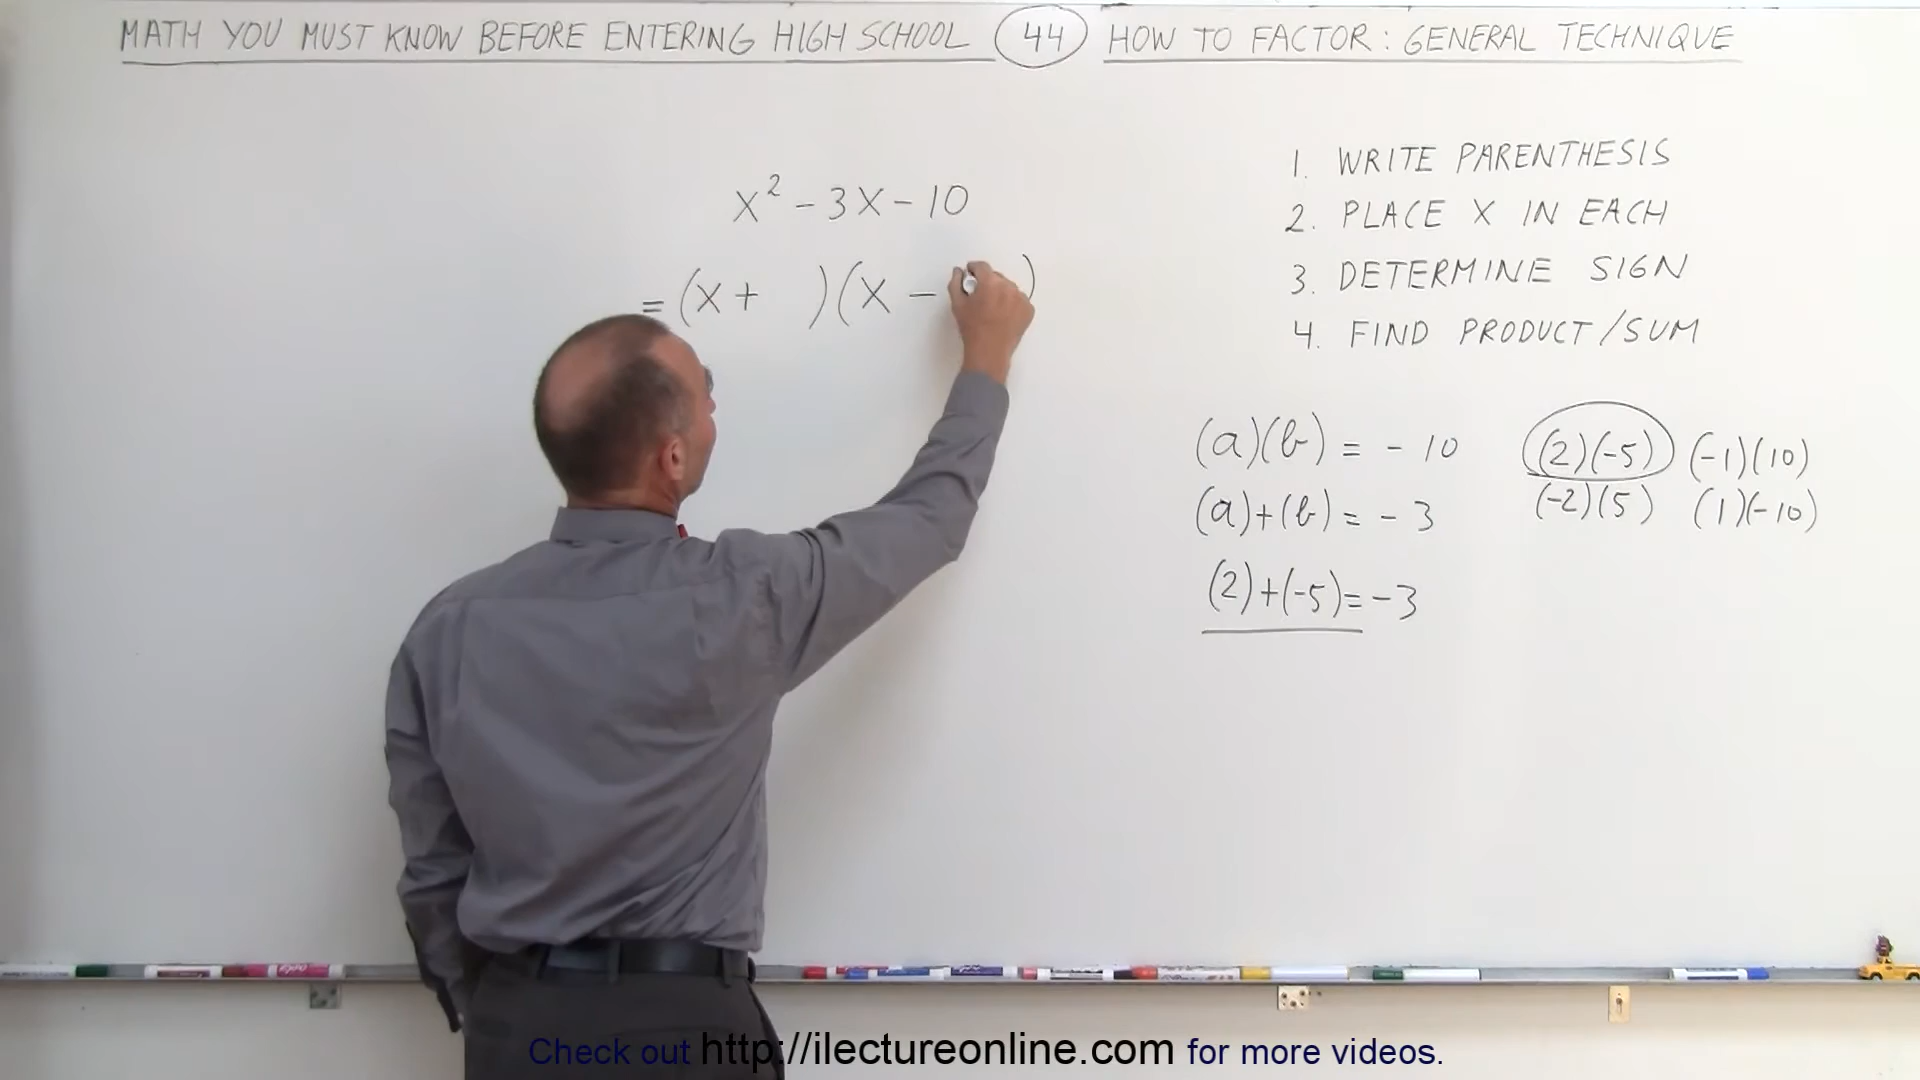 MATH YOU MUST KNOW BEFORE ENTERING HIGH SCHOOL 44 HOW TO FACTOR: GENERAL TECHNIQUE
x² - 3x - 10
= (x + )(x - )
1. WRITE PARENTHESIS
2. PLACE X IN EACH
3. DETERMINE SIGN
4. FIND PRODUCT/SUM
(a)(b) = -10 (2)(-5) (-1)(10)
(-2)(5) (1)(-10)
(a)+(b) = -3
(2)+(-5)=-3
Check out http://ilectureonline.com for more videos.